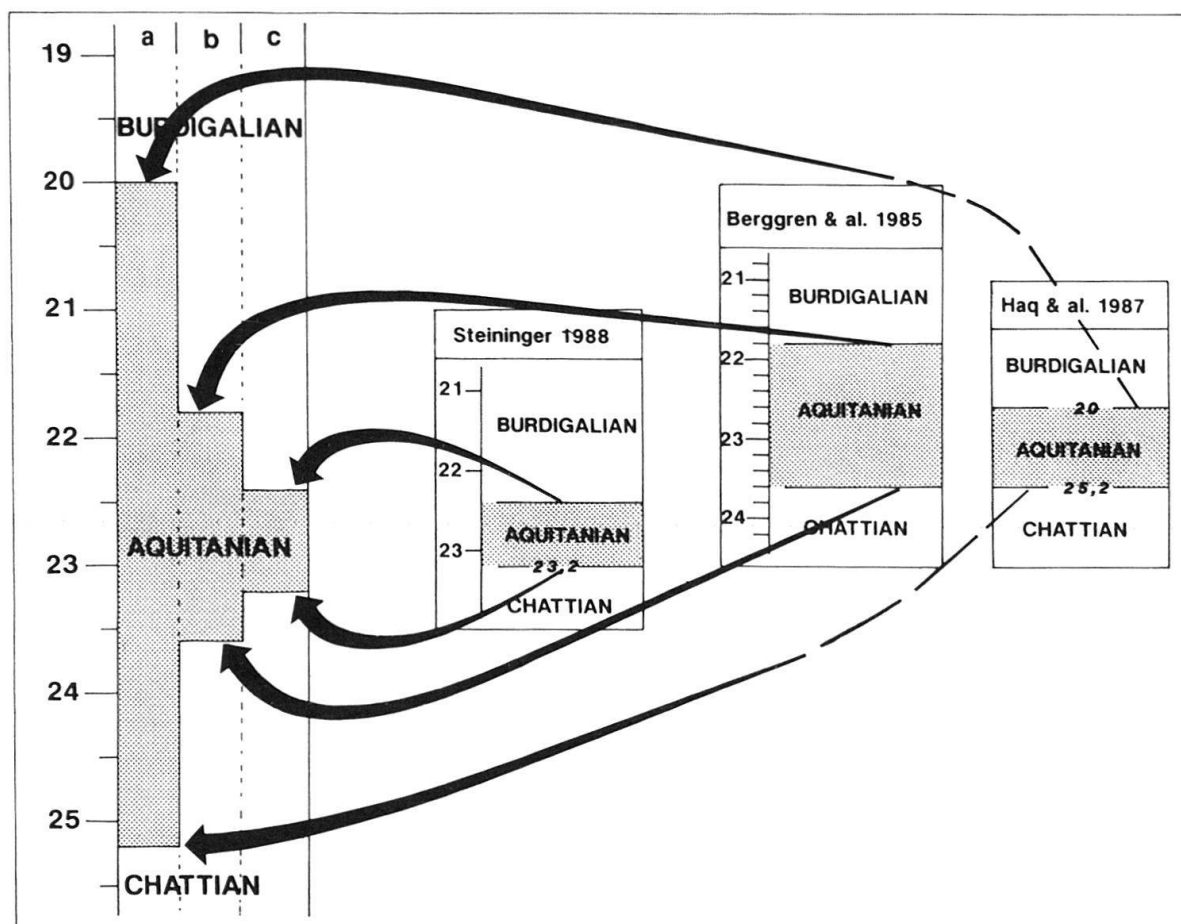 a b c
19
BURDIGALIAN
20
21
22
AQUITANIAN
23
24
25
CHATTIAN
Steininger 1988
21
BURDIGALIAN
22
AQUITANIAN
23
23,2
CHATTIAN
Berggren & al. 1985
21
BURDIGALIAN
22
AQUITANIAN
23
24
CHATTIAN
Haq & al. 1987
BURDIGALIAN
20
AQUITANIAN
25,2
CHATTIAN